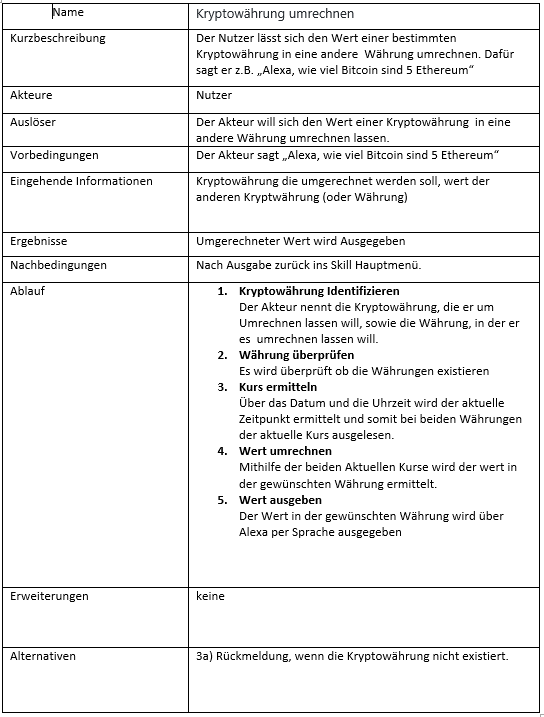 Name
Kryptowährung umrechnen
Kurzbeschreibung
Der Nutzer lässt sich den Wert einer bestimmten
Kryptowährung in eine andere Währung umrechnen. Dafür
sagt er z.B. „Alexa, wie viel Bitcoin sind 5 Ethereum“
Akteure
Nutzer
Auslöser
Der Akteur will sich den Wert einer Kryptowährung in eine
andere Währung umrechnen lassen.
Vorbedingungen
Der Akteur sagt „Alexa, wie viel Bitcoin sind 5 Ethereum“
Eingehende Informationen
Kryptowährung die umgerechnet werden soll, wert der
anderen Kryptwährung (oder Währung)
Ergebnisse
Umgerechneter Wert wird Ausgegeben
Nachbedingungen
Nach Ausgabe zurück ins Skill Hauptmenü.
Ablauf
1. Kryptowährung Identifizieren
Der Akteur nennt die Kryptowährung, die er um
Umrechnen lassen will, sowie die Währung, in der er
es umrechnen lassen will.
2. Währung überprüfen
Es wird überprüft ob die Währungen existieren
3. Kurs ermitteln
Über das Datum und die Uhrzeit wird der aktuelle
Zeitpunkt ermittelt und somit bei beiden Währungen
der aktuelle Kurs ausgelesen.
4. Wert umrechnen
Mithilfe der beiden Aktuellen Kurse wird der wert in
der gewünschten Währung ermittelt.
5. Wert ausgeben
Der Wert in der gewünschten Währung wird über
Alexa per Sprache ausgegeben
Erweiterungen
keine
Alternativen
3a) Rückmeldung, wenn die Kryptowährung nicht existiert.